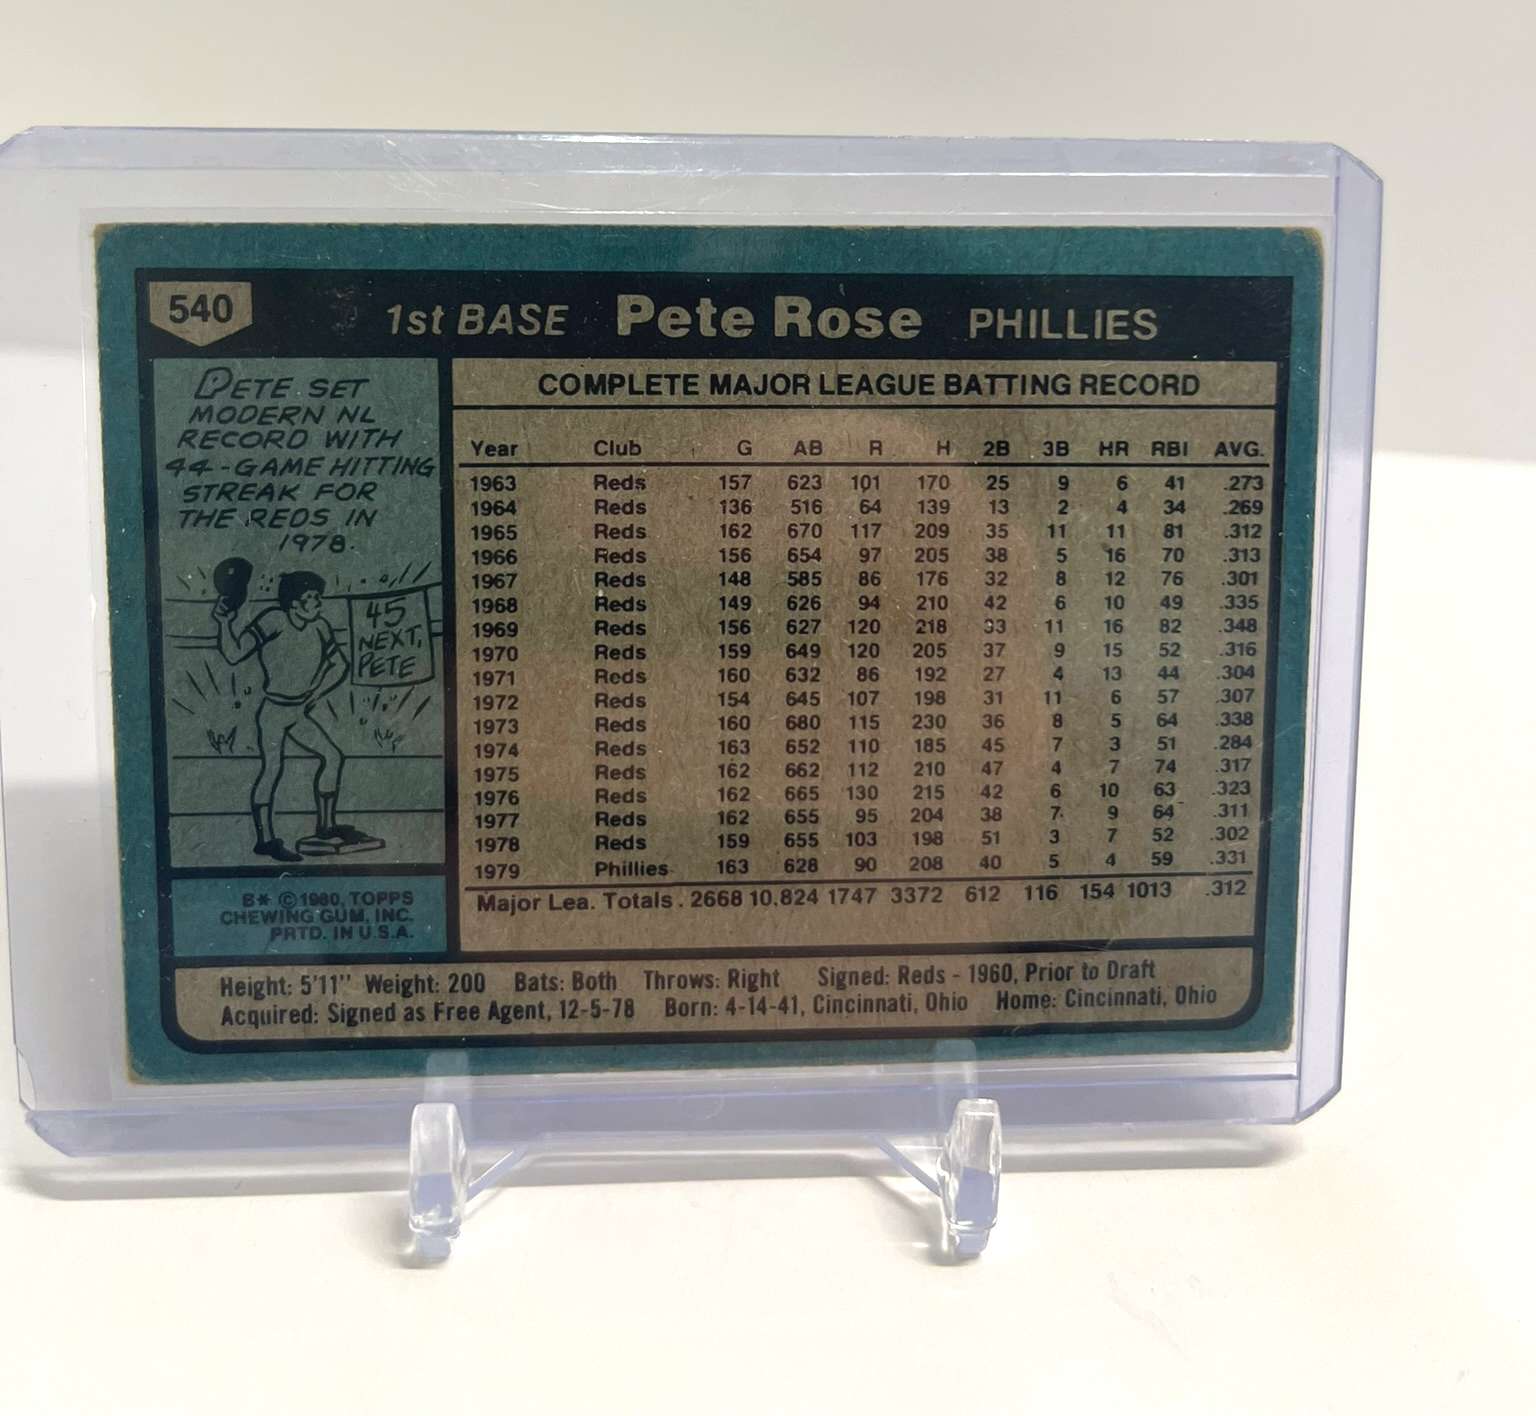 540 1st BASE Pete Rose PHILLIES
PETE SET
MODERN NL
RECORD WITH
44-GAME HITTING
STREAK FOR
THE REDS IN
1978.
45
NEXT,
PETE
B* ©1980, TOPPS
CHEWING GUM, INC.
PRTD. IN U.S.A.
COMPLETE MAJOR LEAGUE BATTING RECORD
Year Club G AB R H 2B 3B HR RBI AVG.
1963 Reds 157 623 101 170 25 9 6 41 .273
1964 Reds 136 516 64 139 13 2 4 34 .269
1965 Reds 162 670 117 209 35 11 11 81 .312
1966 Reds 156 654 97 205 38 5 16 70 .313
1967 Reds 148 585 86 176 32 8 12 76 .301
1968 Reds 149 626 94 210 42 6 10 49 .335
1969 Reds 156 627 120 218 33 11 16 82 .348
1970 Reds 159 649 120 205 37 9 15 52 .316
1971 Reds 160 632 86 192 27 4 13 44 .304
1972 Reds 154 645 107 198 31 11 6 57 .307
1973 Reds 160 680 115 230 36 8 5 64 .338
1974 Reds 163 652 110 185 45 7 3 51 .284
1975 Reds 162 662 112 210 47 4 7 74 .317
1976 Reds 162 665 130 215 42 6 10 63 .323
1977 Reds 162 655 95 204 38 7 9 64 .311
1978 Reds 159 655 103 198 51 3 7 52 .302
1979 Phillies 163 628 90 208 40 5 4 59 .331
Major Lea. Totals . 2668 10,824 1747 3372 612 116 154 1013 .312
Height: 5'11" Weight: 200 Bats: Both Throws: Right Signed: Reds - 1960, Prior to Draft
Acquired: Signed as Free Agent, 12-5-78 Born: 4-14-41, Cincinnati, Ohio Home: Cincinnati, Ohio